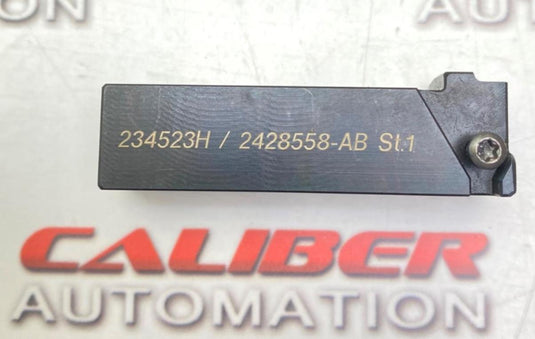 AUTOMATION
234523H / 2428558-AB St.1
CALIBER
AUTOMATION